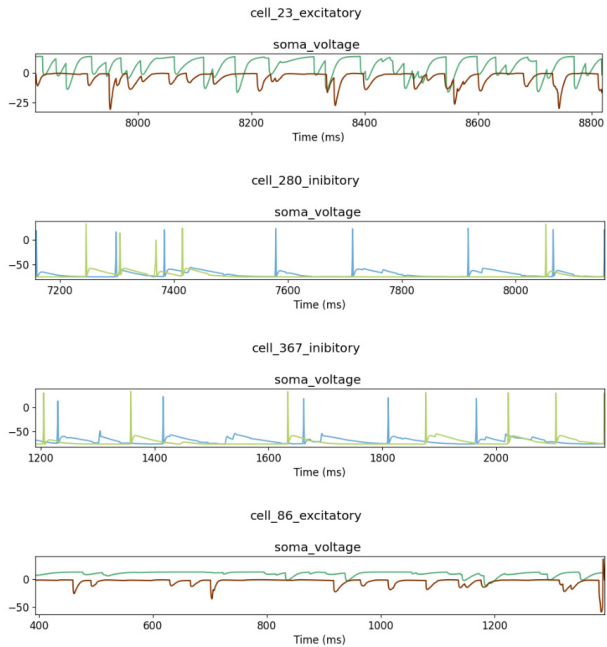 cell_23_excitatory
soma_voltage
0
−25
8000 8200 8400 8600 8800
Time (ms)
cell_280_inibitory
soma_voltage
0
−50
7200 7400 7600 7800 8000
Time (ms)
cell_367_inibitory
soma_voltage
0
−50
1200 1400 1600 1800 2000
Time (ms)
cell_86_excitatory
soma_voltage
0
−50
400 600 800 1000 1200
Time (ms)